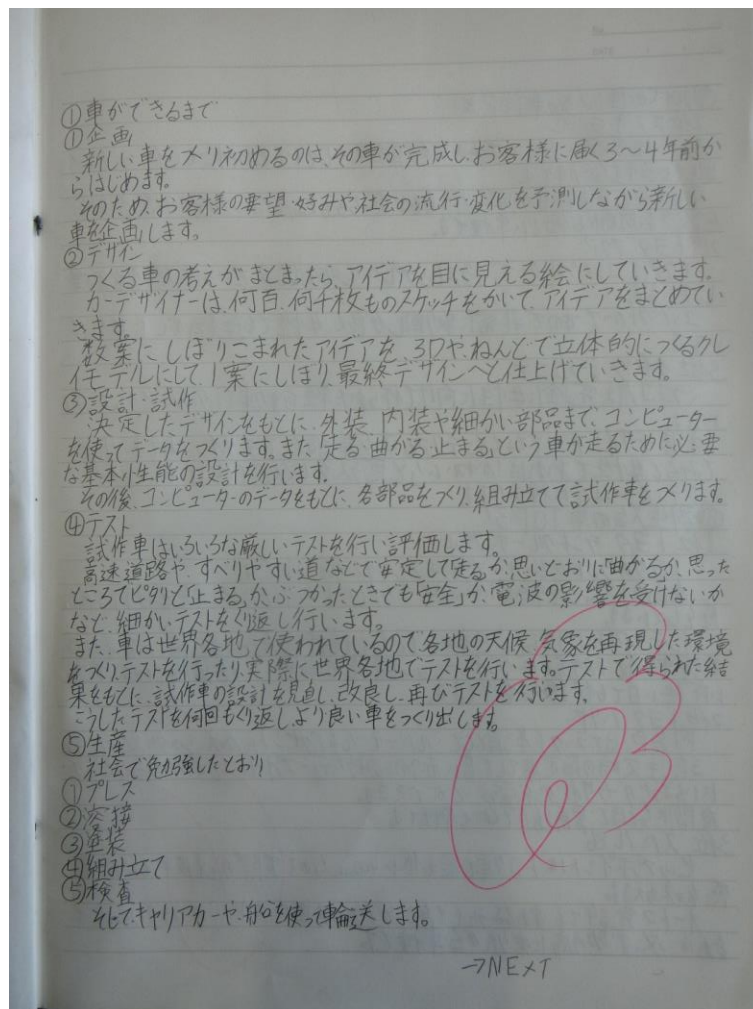 ①車ができるまで
①企画
新しい車をつくり初めるのは、その車が完成し、お客様に届く3〜4年前か
らはじめます。
そのため、お客様の要望・好みや、社会の流行・変化を予測しながら新しい
車を企画します。
②デザイン
つくる車の考えがまとまったら、アイデアを目に見える絵にしていきます。
カーデザイナーは、何百、何千枚ものスケッチをかいて、アイデアをまとめてい
きます。
数案にしぼりこまれたアイデアを、3Dや、ねんどで立体的につくるクレ
イモデルにして、1案にしぼり、最終デザインへと仕上げていきます。
③設計・試作
決定したデザインをもとに、外装、内装や細かい部品まで、コンピューター
を使ってデータをつくります。また「走る・曲がる・止まる」という車が走るために必要
な基本性能の設計を行います。
その後、コンピューターのデータをもとに、各部品をつくり、組み立てて試作車をつくります。
④テスト
試作車はいろいろな厳しいテストを行い評価します。
高速道路や、すべりやすい道などで安定して「走る」か、思いどおりに「曲がる」か、思った
ところでピタリと「止まる」か、ぶつかったときでも「安全」か、電波の影響を受けないか
など、細かいテストをくり返し行います。
また、車は世界各地で使われているので、各地の天候、気象を再現した環境
をつくり、テストを行ったり、実際に世界各地でテストを行います。テストで得られた結
果をもとに、試作車の設計を見直し、改良し、再びテストを行います。
こうしたテストを何回もくり返し、より良い車をつくり出します。
⑤生産
社会で勉強したとおり
①プレス
②溶接
③塗装
④組み立て
⑤検査
そして、キャリアカーや、船を使って輸送します。
→NEXT